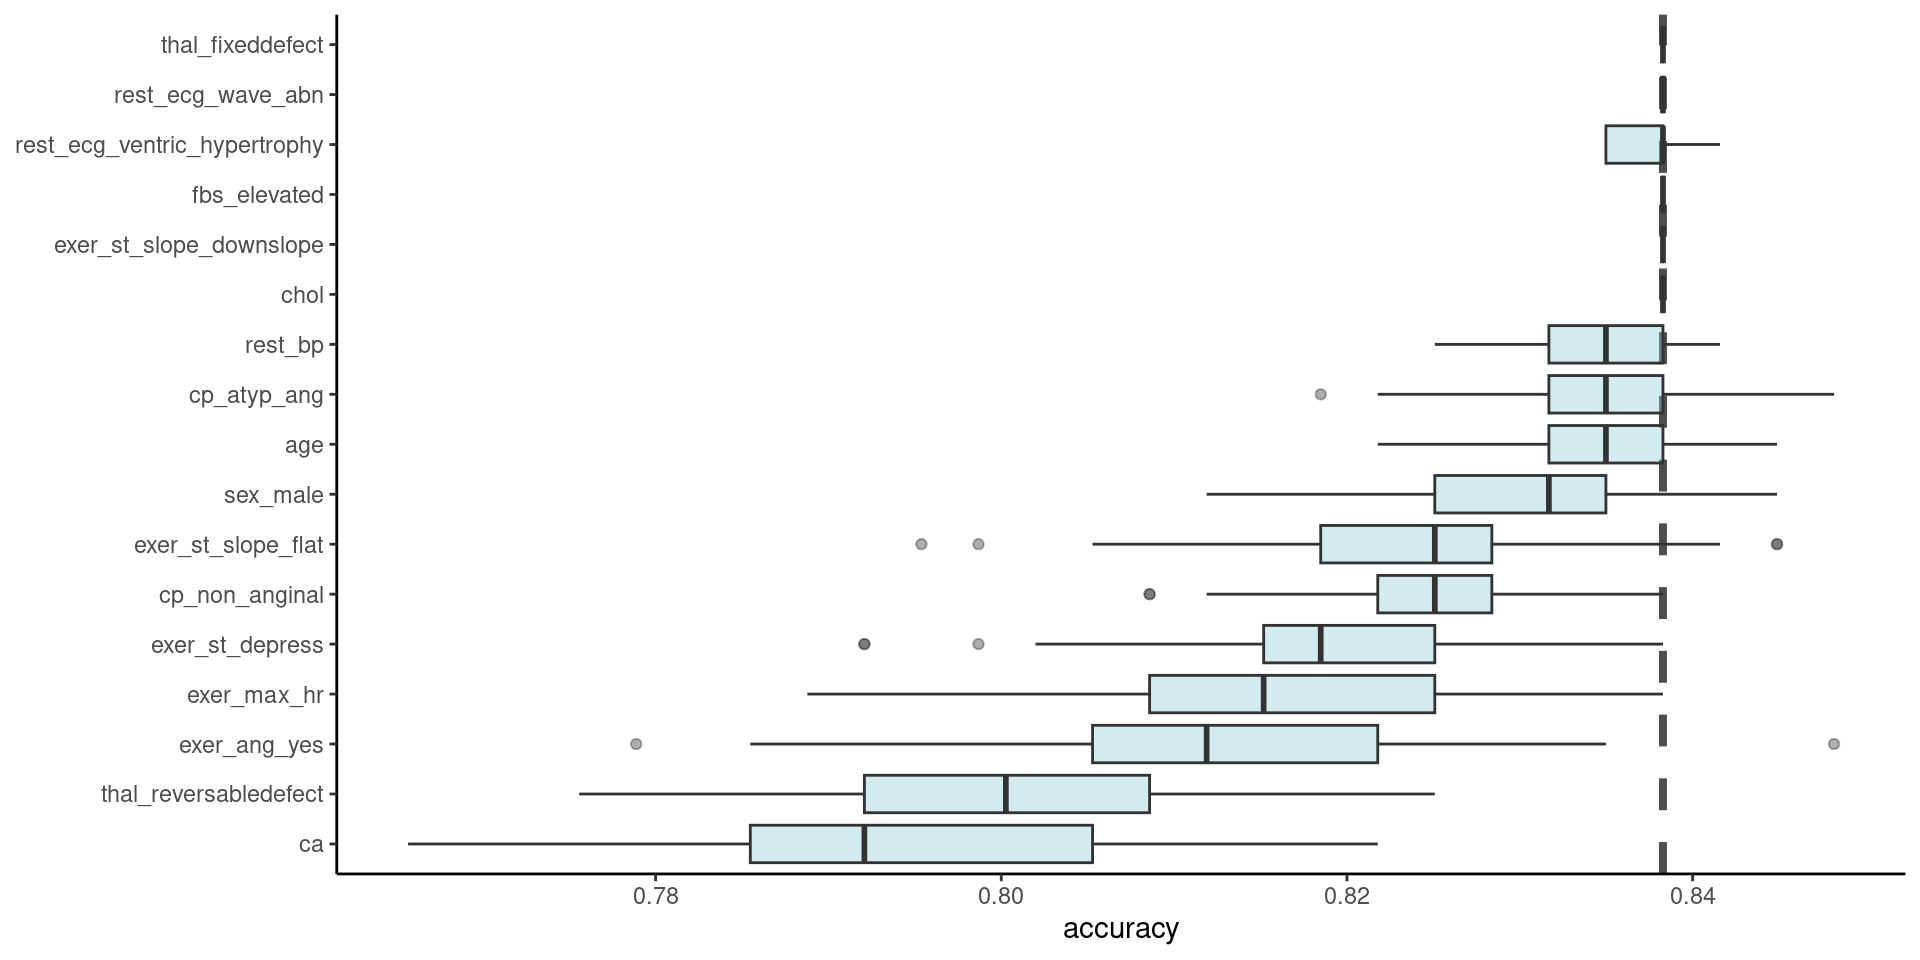 thal_fixeddefect
rest_ecg_wave_abn
rest_ecg_ventric_hypertrophy
fbs_elevated
exer_st_slope_downslope
chol
rest_bp
cp_atyp_ang
age
sex_male
exer_st_slope_flat
cp_non_anginal
exer_st_depress
exer_max_hr
exer_ang_yes
thal_reversabledefect
ca
0.78 0.80 0.82 0.84
accuracy